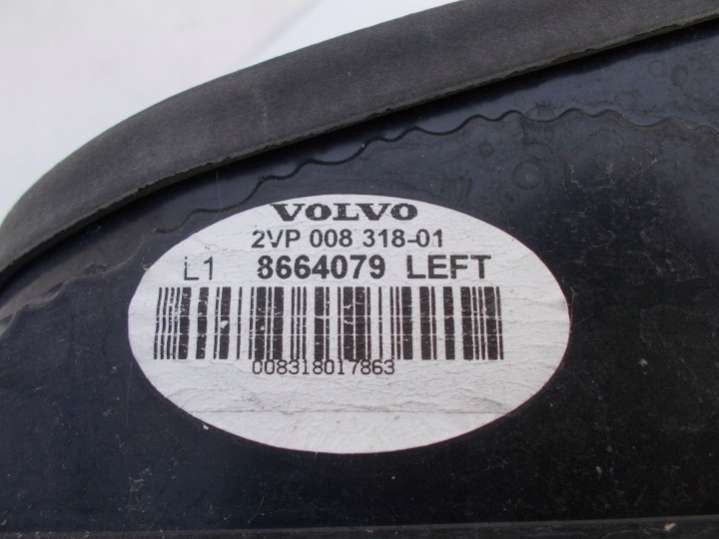 VOLVO
2VP 008 318-01
L1 8664079 LEFT
008318017863